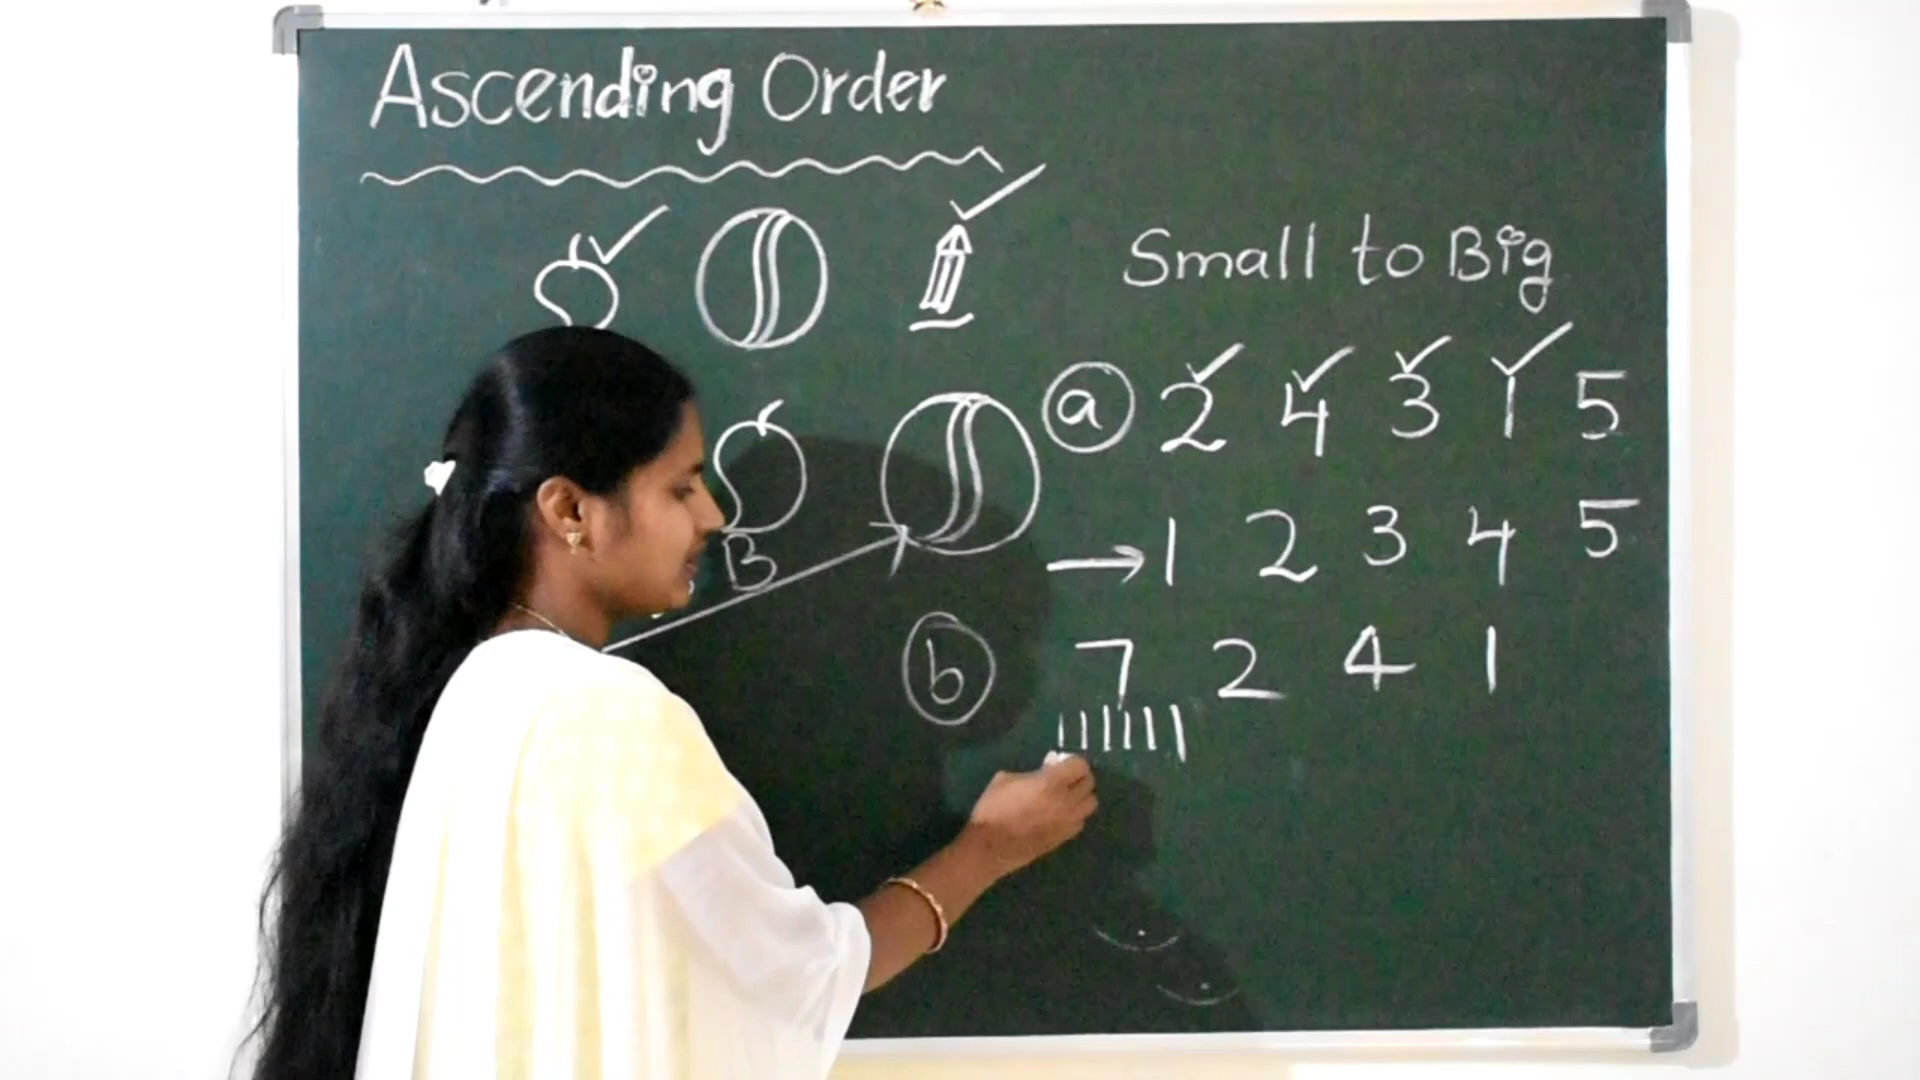 Ascending Order
Small to Big
a 2 4 3 1 5
B
→ 1 2 3 4 5
b 7 2 4 1